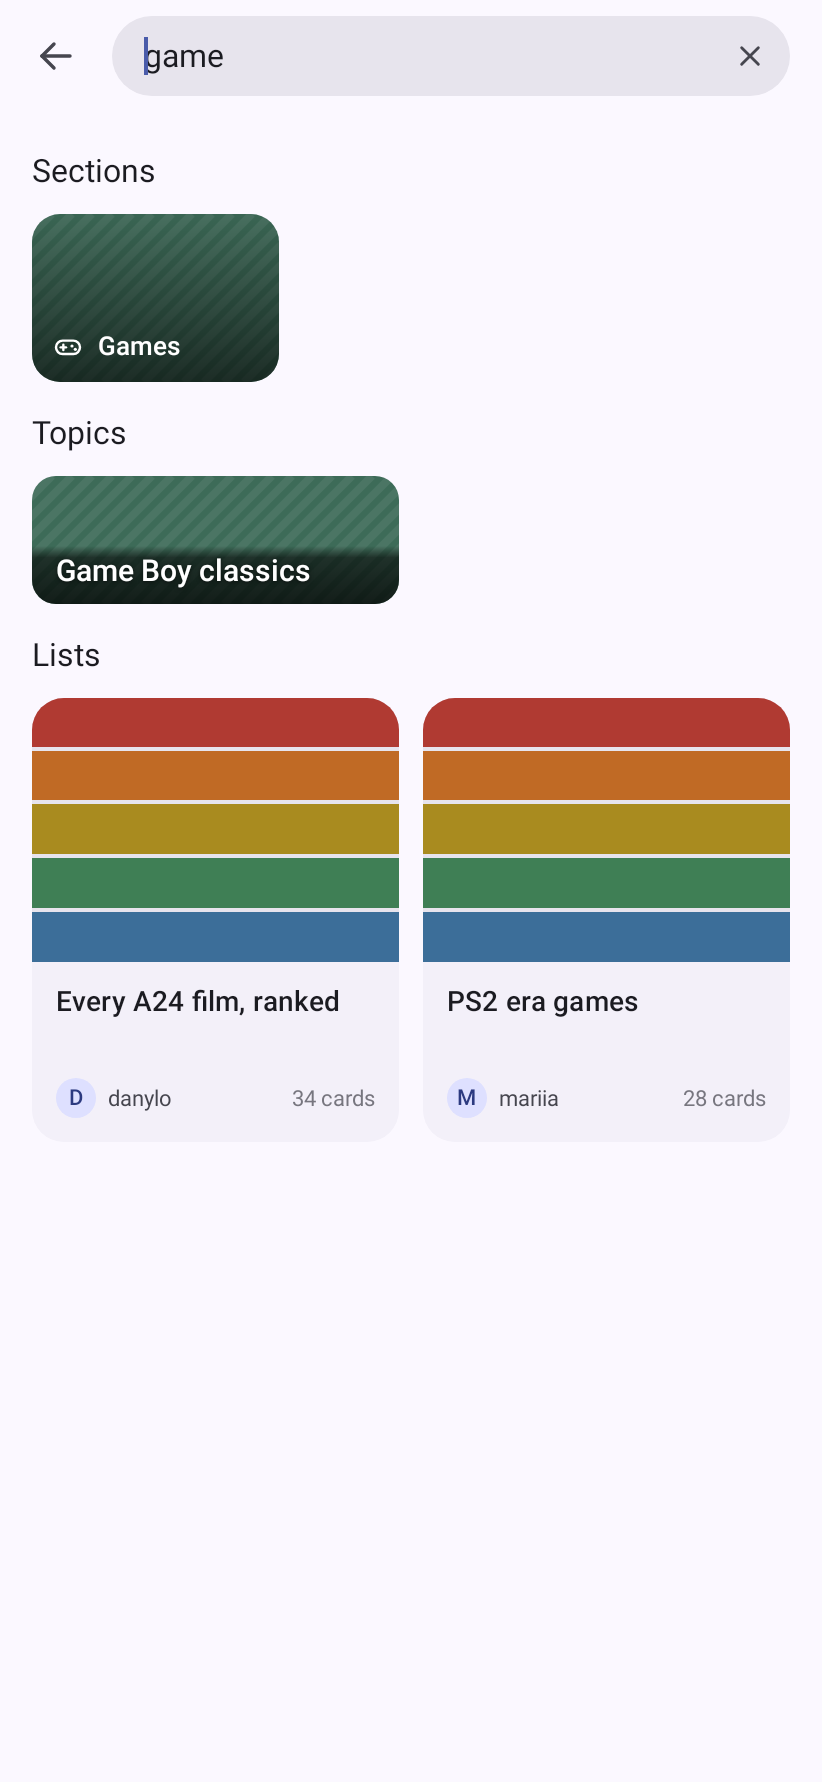 game
Sections
Games
Topics
Game Boy classics
Lists
Every A24 film, ranked
D danylo 34 cards
PS2 era games
M mariia 28 cards